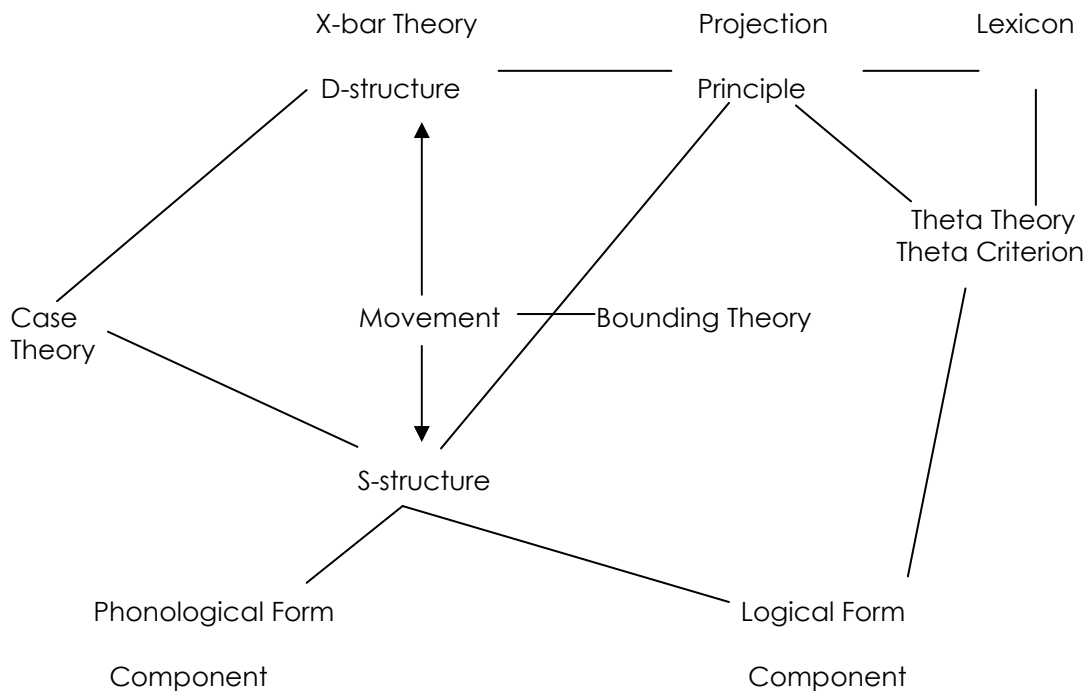 X-bar Theory Projection Lexicon
D-structure Principle
Theta Theory
Theta Criterion
Case Movement Bounding Theory
Theory
S-structure
Phonological Form Logical Form
Component Component